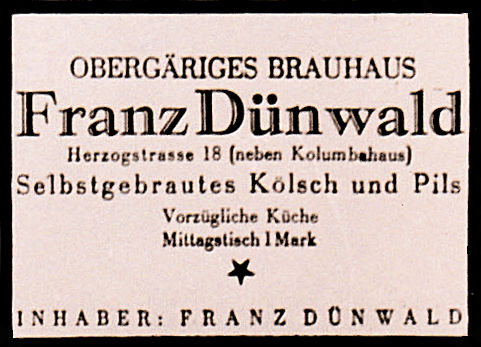 OBERGÄRIGES BRAUHAUS
Franz Dünwald
Herzogstrasse 18 (neben Kolumbahaus)
Selbstgebrautes Kölsch und Pils
Vorzügliche Küche
Mittagstisch 1 Mark
INHABER: FRANZ DÜNWALD